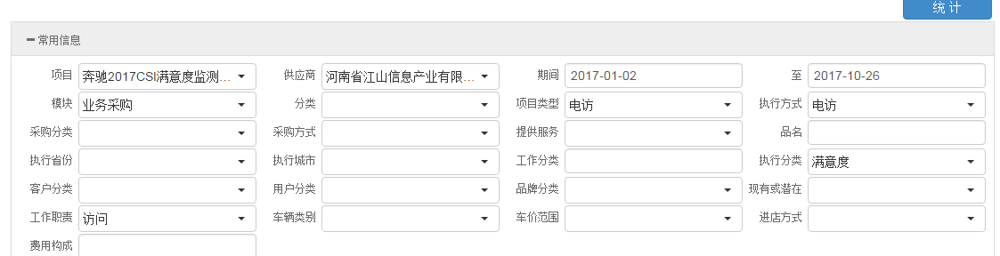 统 计
常用信息
项目 奔驰2017CSI满意度监测... 供应商 河南省江山信息产业有限... 期间 2017-01-02 至 2017-10-26
模块 业务采购 分类 项目类型 电访 执行方式 电访
采购分类 采购方式 提供服务 品名
执行省份 执行城市 工作分类 执行分类 满意度
客户分类 用户分类 品牌分类 现有或潜在
工作职责 访问 车辆类别 车价范围 进店方式
费用构成